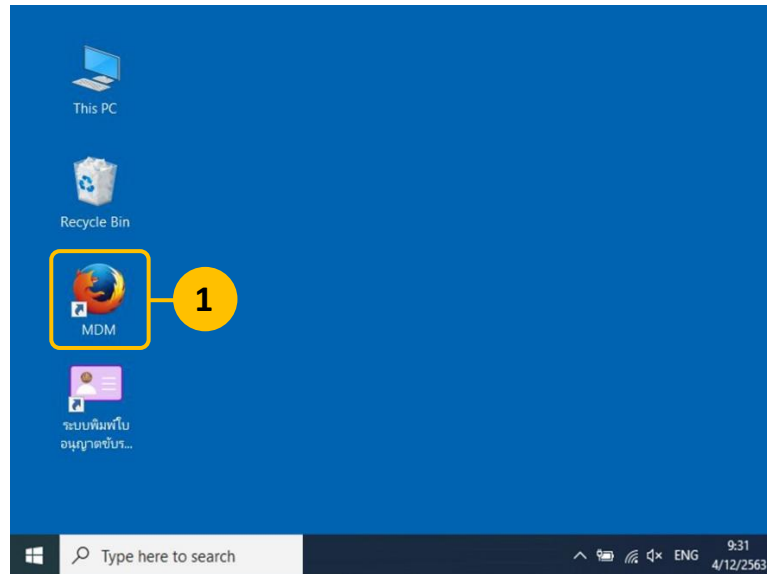 This PC
Recycle Bin
MDM
1
ระบบพิมพ์ใบ
อนุญาตขับร...
Type here to search
ENG
9:31
4/12/2563